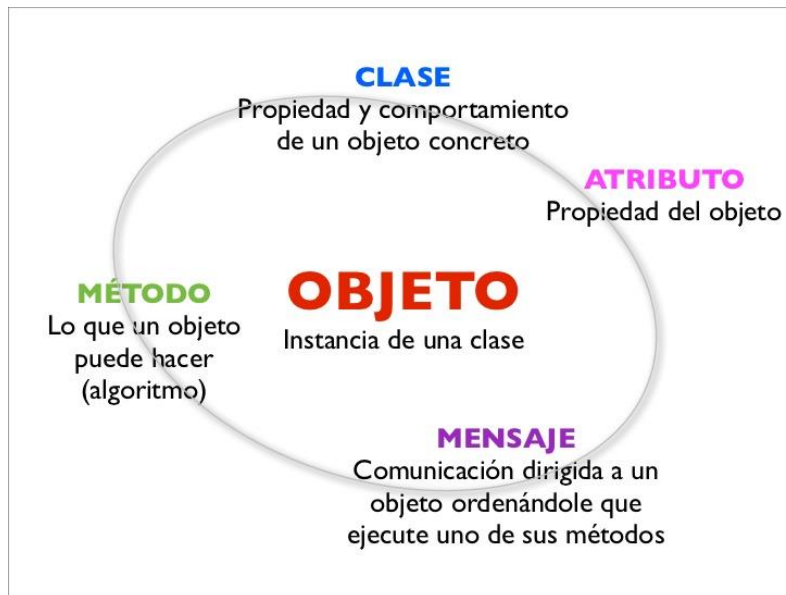 CLASE
Propiedad y comportamiento
de un objeto concreto
ATRIBUTO
Propiedad del objeto
MÉTODO
Lo que un objeto
puede hacer
(algoritmo)
OBJETO
Instancia de una clase
MENSAJE
Comunicación dirigida a un
objeto ordenándole que
ejecute uno de sus métodos